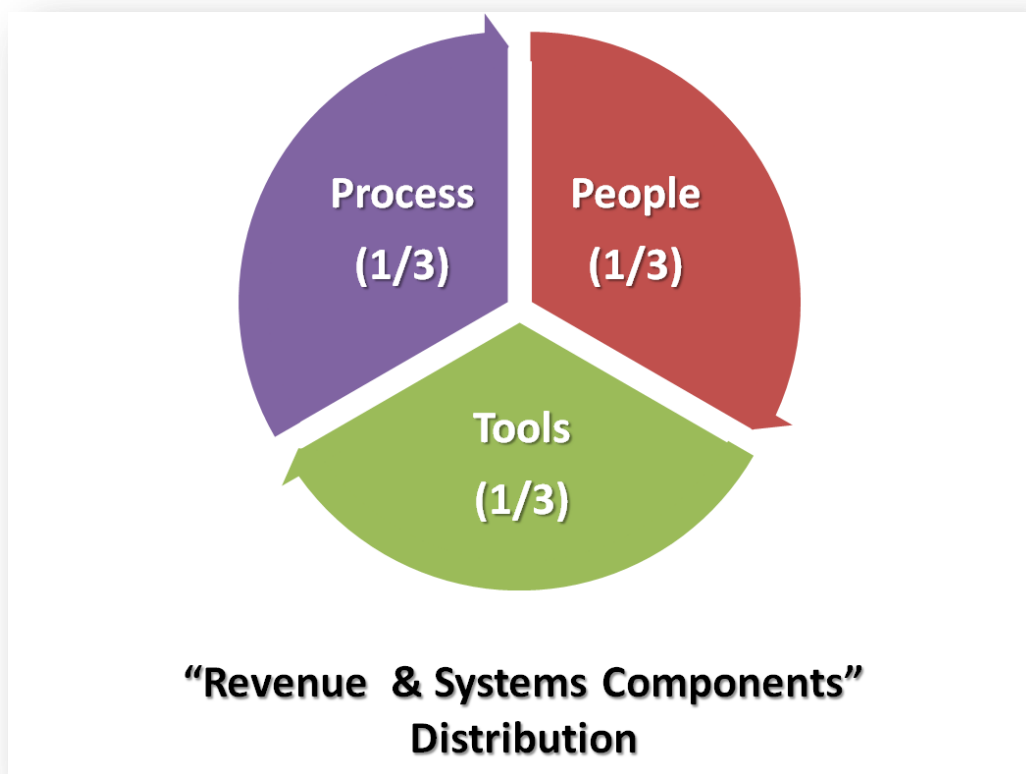 Process
(1/3)
People
(1/3)
Tools
(1/3)
“Revenue  & Systems Components”
Distribution